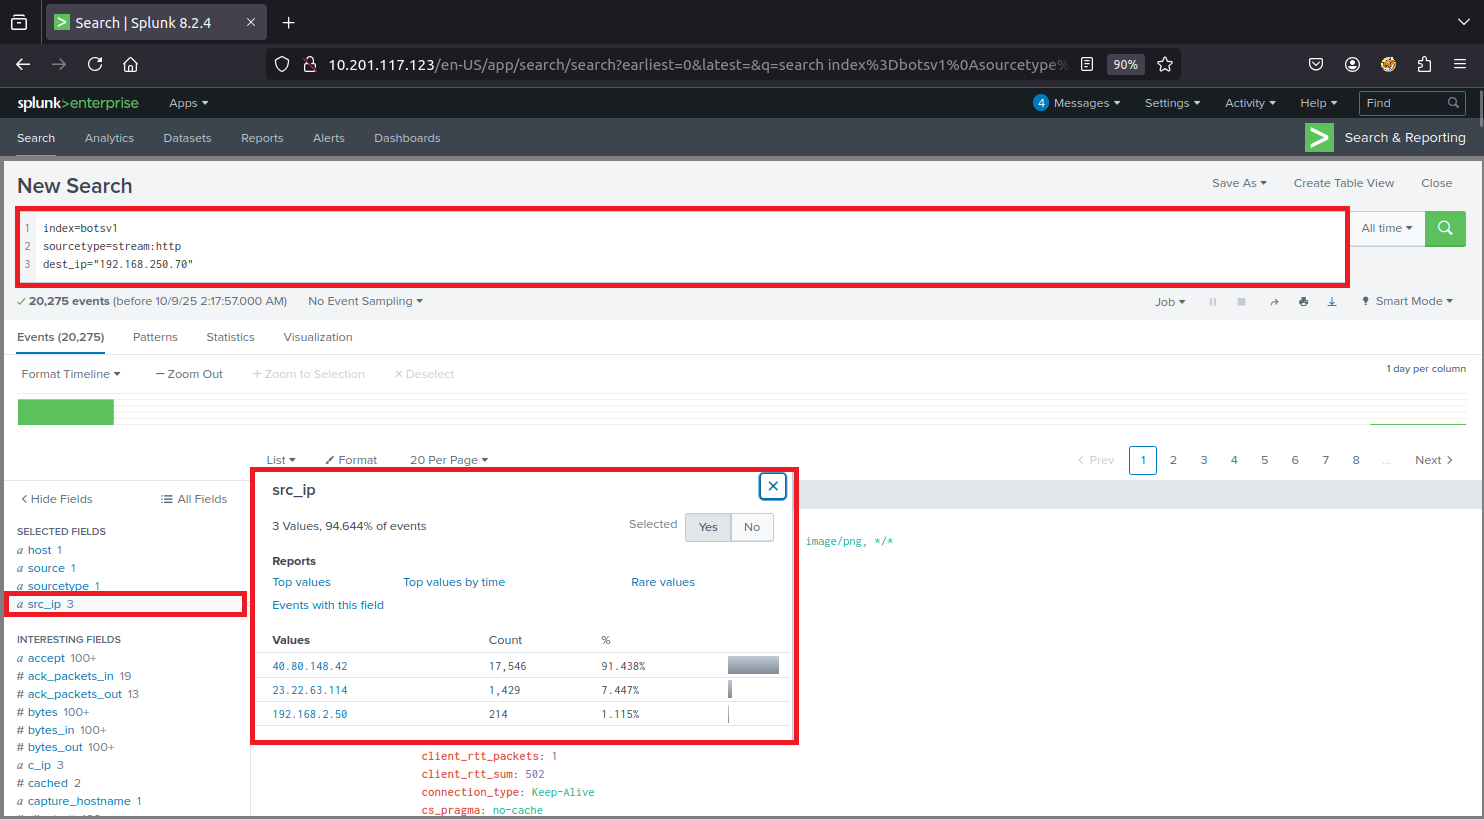 Search | Splunk 8.2.4
10.201.117.123/en-US/app/search/search?earliest=0&latest=&q=search index%3Dbotsv1%0Asourcetype%
90%
splunk>enterprise Apps
4 Messages Settings Activity Help Find
Search Analytics Datasets Reports Alerts Dashboards
Search & Reporting
New Search
Save As Create Table View Close
1 index=botsv1
2 sourcetype=stream:http
3 dest_ip="192.168.250.70"
All time
20,275 events (before 10/9/25 2:17:57.000 AM) No Event Sampling
Job Smart Mode
Events (20,275) Patterns Statistics Visualization
Format Timeline — Zoom Out + Zoom to Selection × Deselect
1 day per column
List Format 20 Per Page
< Prev 1 2 3 4 5 6 7 8 ... Next >
< Hide Fields All Fields
SELECTED FIELDS
a host 1
a source 1
a sourcetype 1
a src_ip 3
INTERESTING FIELDS
a accept 100+
# ack_packets_in 19
# ack_packets_out 13
# bytes 100+
# bytes_in 100+
# bytes_out 100+
a c_ip 3
# cached 2
a capture_hostname 1
src_ip
3 Values, 94.644% of events
Selected Yes No
Reports
Top values Top values by time Rare values
Events with this field
Values Count %
40.80.148.42 17,546 91.438%
23.22.63.114 1,429 7.447%
192.168.2.50 214 1.115%
image/png, */*
client_rtt_packets: 1
client_rtt_sum: 502
connection_type: Keep-Alive
cs_pragma: no-cache